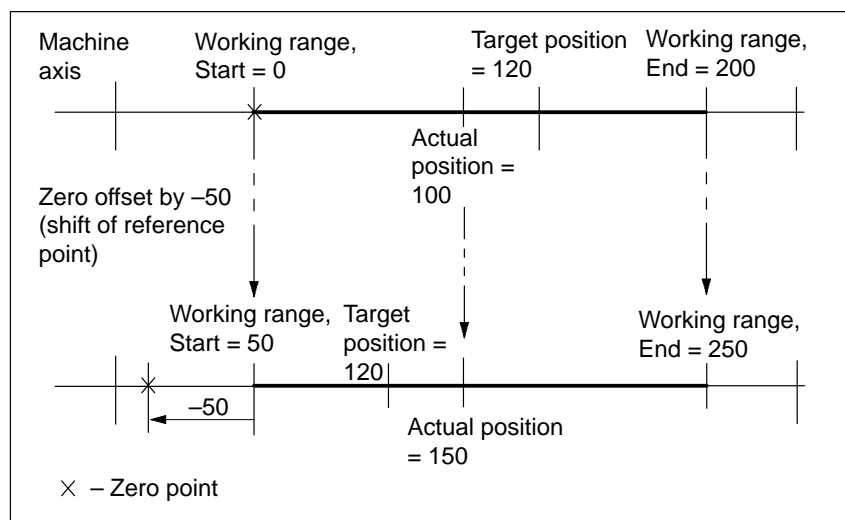 Machine
axis
Working range,
Start = 0
Target position
= 120
Working range,
End = 200
Actual
position =
100
Zero offset by –50
(shift of reference
point)
Working range,
Start = 50
Target
position =
120
Working range,
End = 250
–50
Actual position
= 150
× – Zero point